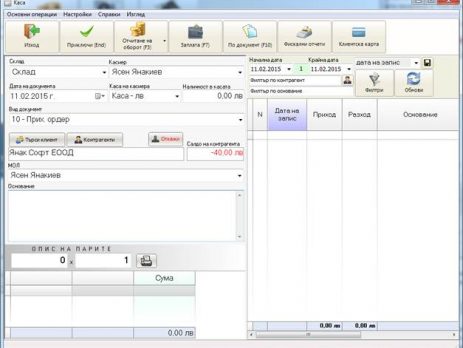 Каса
Основни операции Настройки Справки Изглед
Изход
Приключи (End)
Отчитане на оборот (F3)
Заплата (F7)
По документ (F10)
Фискални отчети
Клиентска карта
Склад
Касиер
Склад
Ясен Янакиев
Дата на документа
Каса на касиера
Наличност в касата
11.02.2015 г.
Каса - лв
0.00 лв
Вид документ
10 - Прих. ордер
Търси клиент
Контрагенти
Откажи
Салдо на контрагента
Янак Софт ЕООД
-40.00 лв
МОЛ
Ясен Янакиев
Основание
ОПИС НА ПАРИТЕ
0 x 1
Сума
0.00 лв
Начална дата
Крайна дата
11.02.2015 1 11.02.2015
дата на запис
Филтър по контрагент
Филтър по основание
Филтри
Обнови
N
Дата на запис
Приход
Разход
Основание
0,00 лв 0,00 лв